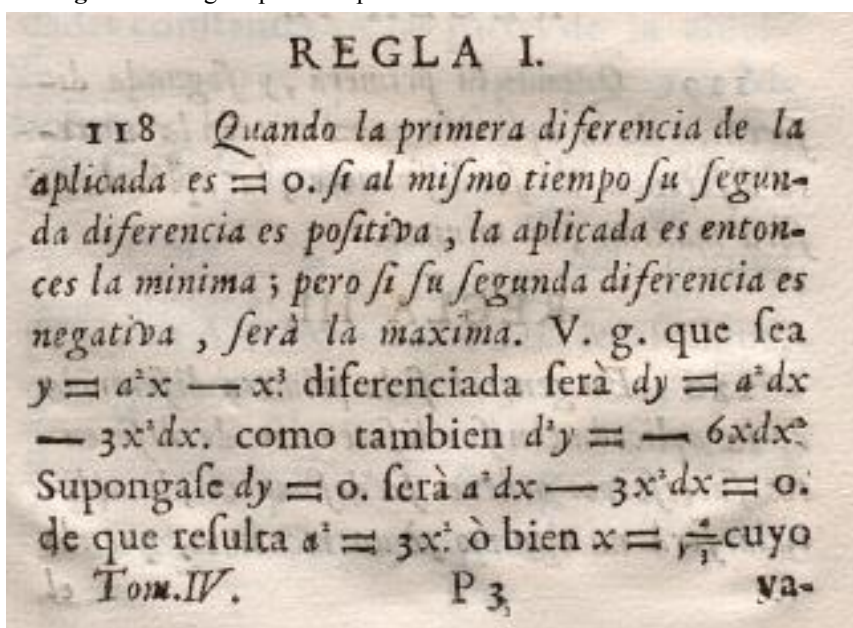 REGLA I.
118 Quando la primera diferencia de la
aplicada es = 0. ſi al miſmo tiempo ſu ſegun-
da diferencia es poſitiva, la aplicada es enton-
ces la minima; pero ſi ſu ſegunda diferencia es
negativa, ſerà la maxima. V. g. que ſea
y = a²x — x³. diferenciada ſerà dy = a²dx
— 3x²dx. como tambien d²y = — 6xdx².
Supongaſe dy = 0. ſerà a²dx — 3x²dx = 0.
de que reſulta a² = 3x². ò bien x = a/√3 cuyo
Tom.IV. P 3 va-